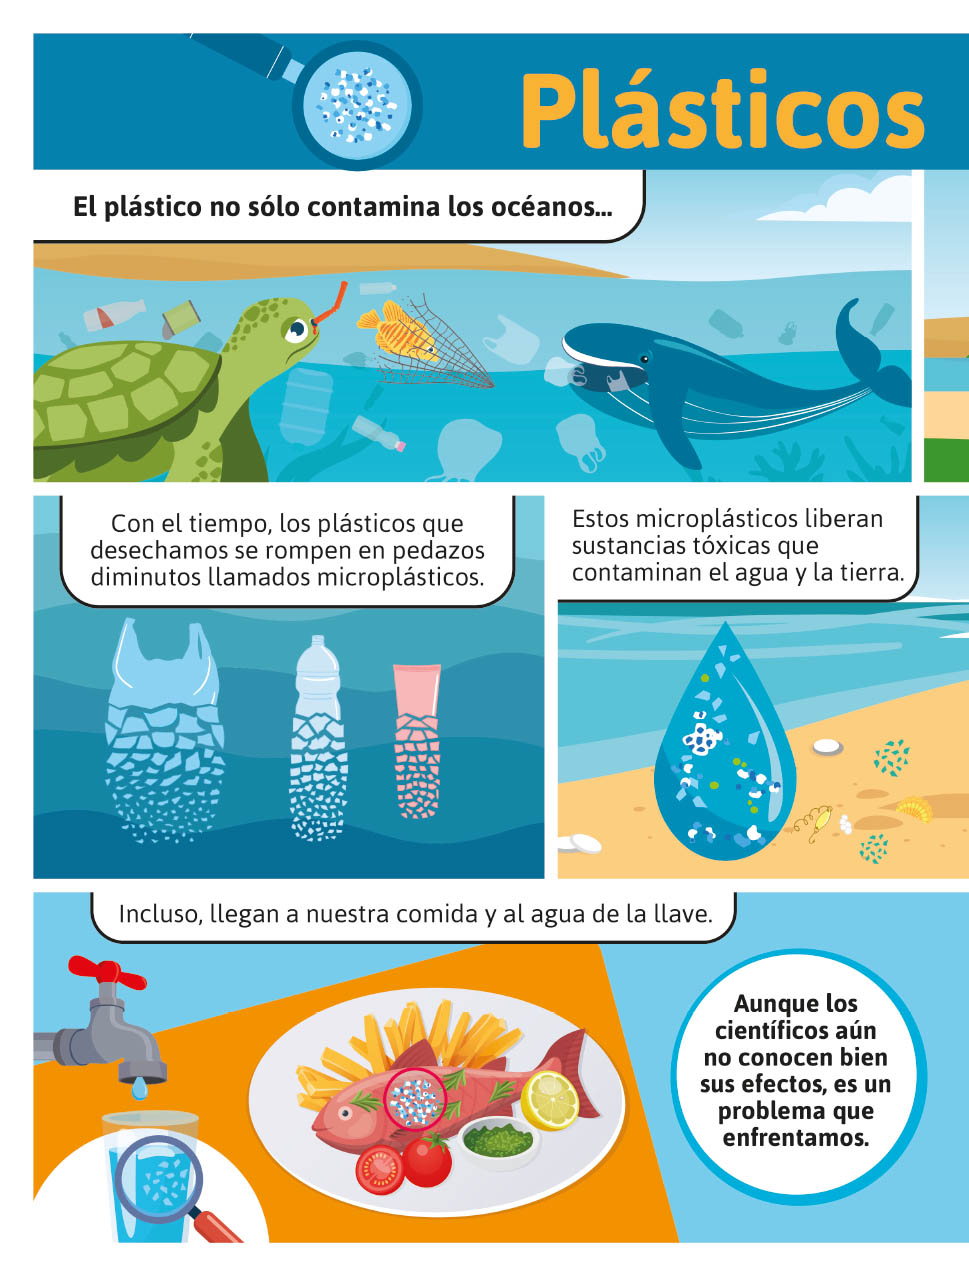 Plásticos
El plástico no sólo contamina los océanos...
Con el tiempo, los plásticos que
desechamos se rompen en pedazos
diminutos llamados microplásticos.
Estos microplásticos liberan
sustancias tóxicas que
contaminan el agua y la tierra.
Incluso, llegan a nuestra comida y al agua de la llave.
Aunque los
científicos aún
no conocen bien
sus efectos, es un
problema que
enfrentamos.